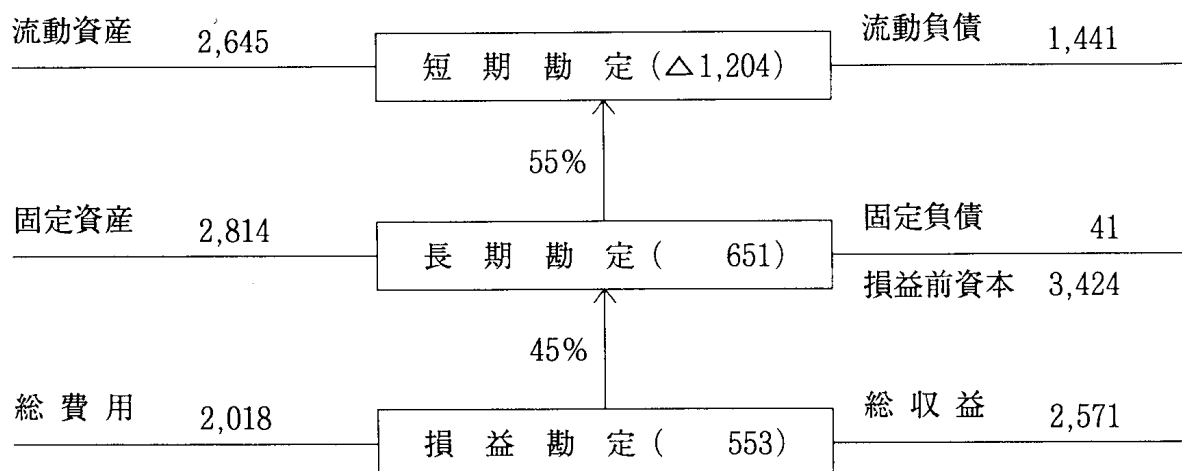 流動資産 2,645 短期勘定(△1,204) 流動負債 1,441
55%
固定資産 2,814 長期勘定( 651) 固定負債 41
損益前資本 3,424
45%
総費用 2,018 損益勘定( 553) 総収益 2,571